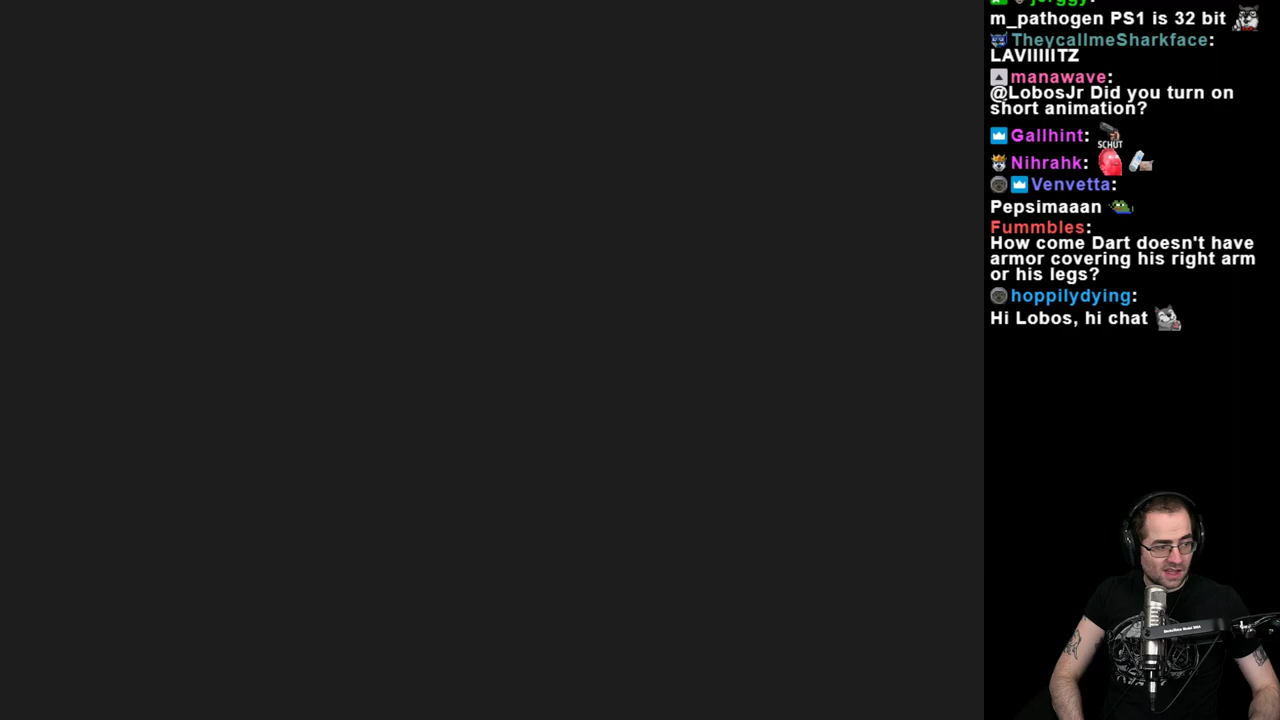 jerggy:
m_pathogen PS1 is 32 bit
TheycallmeSharkface:
LAVIIIITZ
manawave:
@LobosJr Did you turn on
short animation?
Gallhint: SCHUT
Nihrahk:
Venvetta:
Pepsimaaan
Fummbles:
How come Dart doesn't have
armor covering his right arm
or his legs?
hoppilydying:
Hi Lobos, hi chat